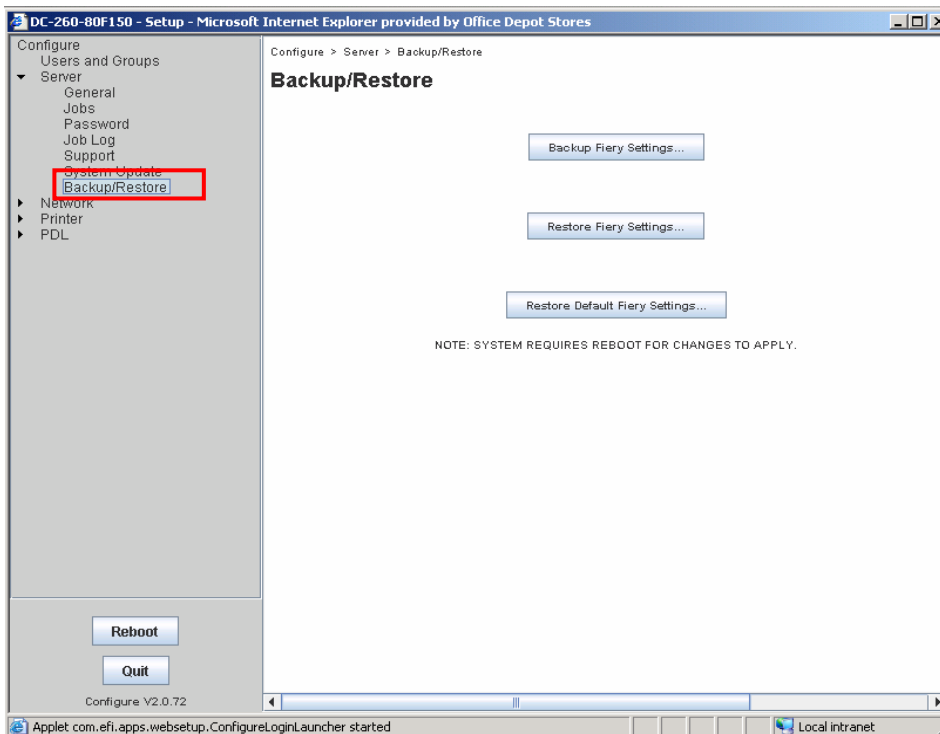 DC-260-80F150 - Setup - Microsoft Internet Explorer provided by Office Depot Stores
Configure
Users and Groups
Server
General
Jobs
Password
Job Log
Support
System Update
Backup/Restore
Network
Printer
PDL
Reboot
Quit
Configure V2.0.72
Configure > Server > Backup/Restore
Backup/Restore
Backup Fiery Settings...
Restore Fiery Settings...
Restore Default Fiery Settings...
NOTE: SYSTEM REQUIRES REBOOT FOR CHANGES TO APPLY.
Applet com.efi.apps.websetup.ConfigureLoginLauncher started
Local intranet